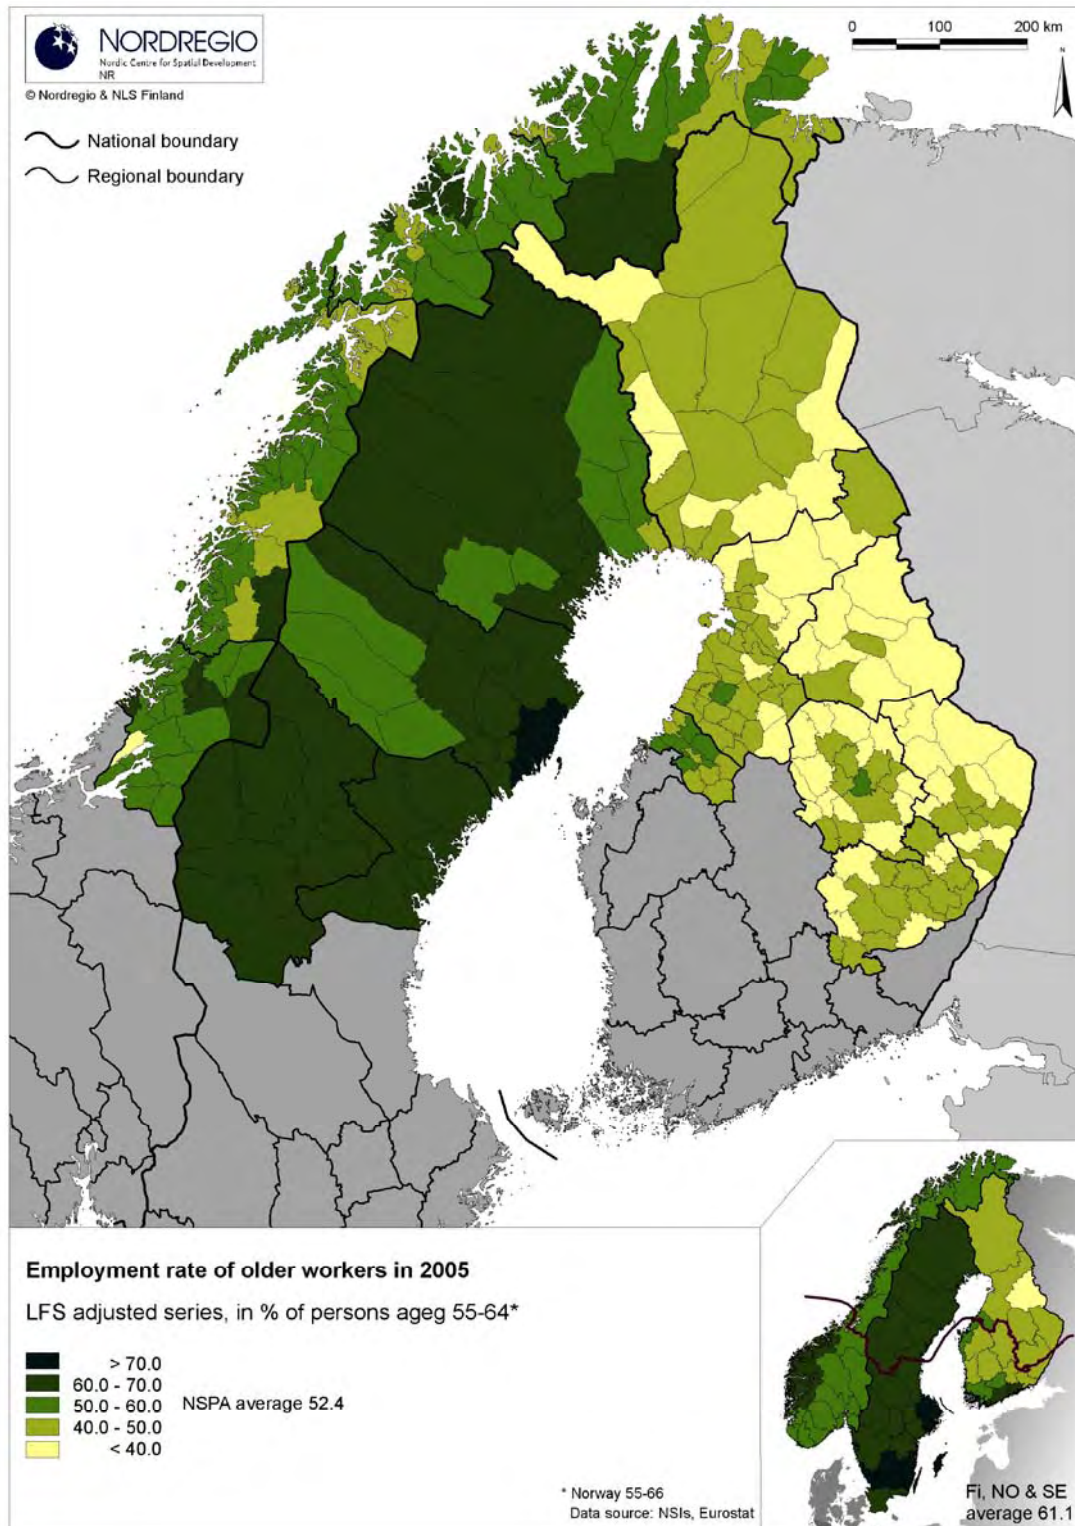 NORDREGIO
Nordic Centre for Spatial Development
NR
© Nordregio & NLS Finland
National boundary
Regional boundary
0 100 200 km
N
Employment rate of older workers in 2005
LFS adjusted series, in % of persons ageg 55-64*
> 70.0
60.0 - 70.0
50.0 - 60.0
NSPA average 52.4
40.0 - 50.0
< 40.0
* Norway 55-66
Data source: NSIs, Eurostat
Fi, NO & SE
average 61.1